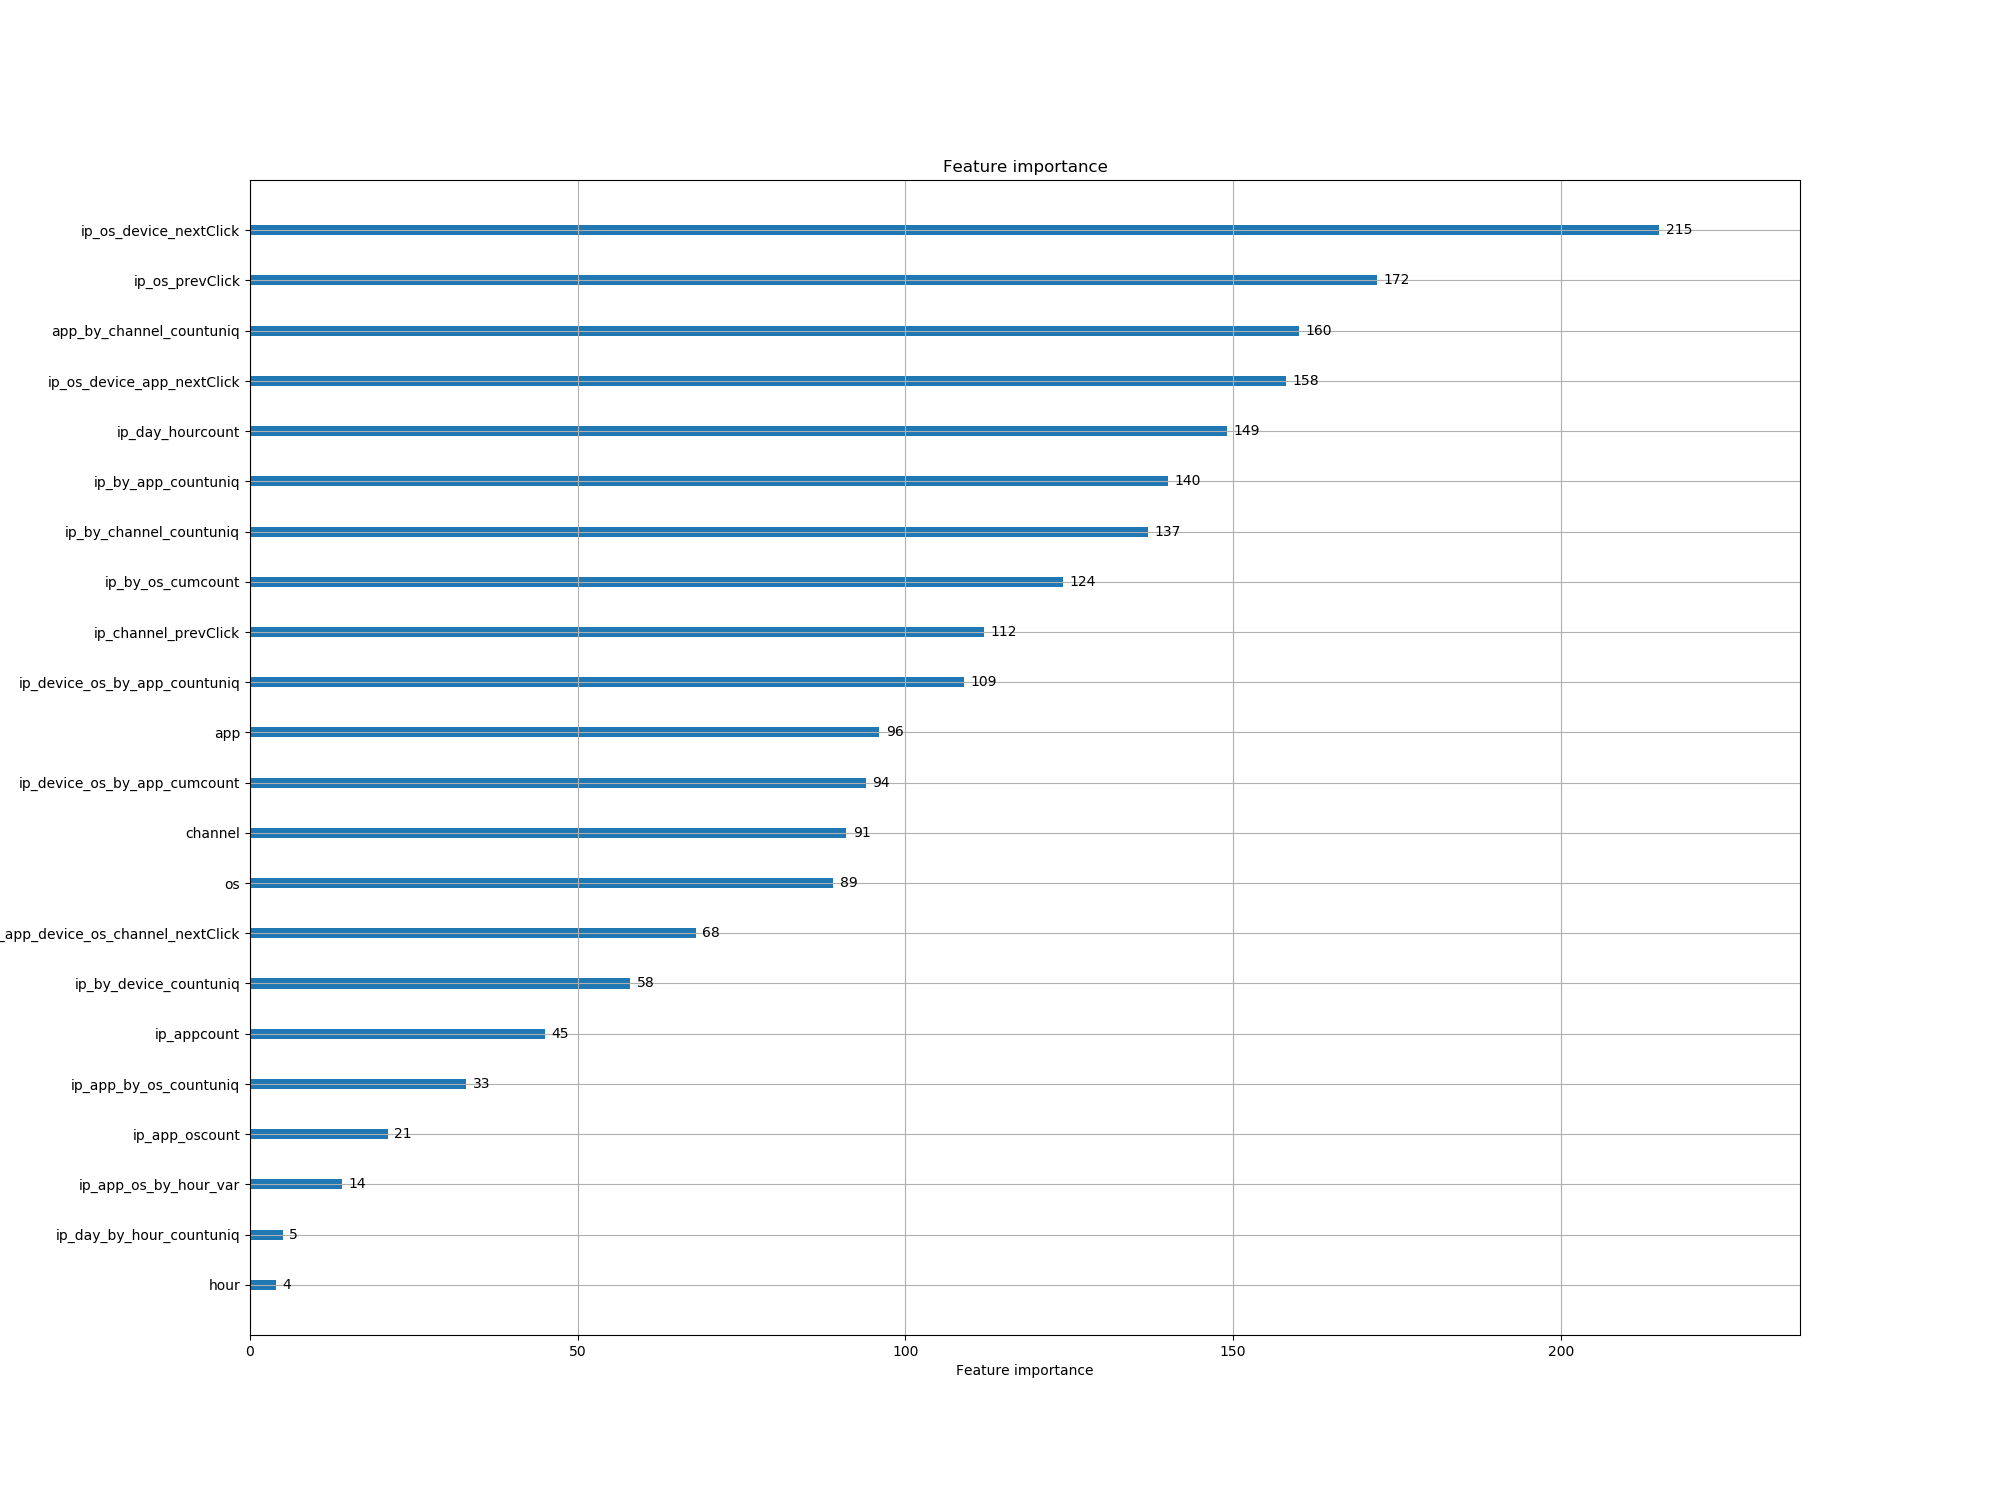 Feature importance
ip_os_device_nextClick 215
ip_os_prevClick 172
app_by_channel_countuniq 160
ip_os_device_app_nextClick 158
ip_day_hourcount 149
ip_by_app_countuniq 140
ip_by_channel_countuniq 137
ip_by_os_cumcount 124
ip_channel_prevClick 112
ip_device_os_by_app_countuniq 109
app 96
ip_device_os_by_app_cumcount 94
channel 91
os 89
_app_device_os_channel_nextClick 68
ip_by_device_countuniq 58
ip_appcount 45
ip_app_by_os_countuniq 33
ip_app_oscount 21
ip_app_os_by_hour_var 14
ip_day_by_hour_countuniq 5
hour 4
0 50 100 150 200
Feature importance